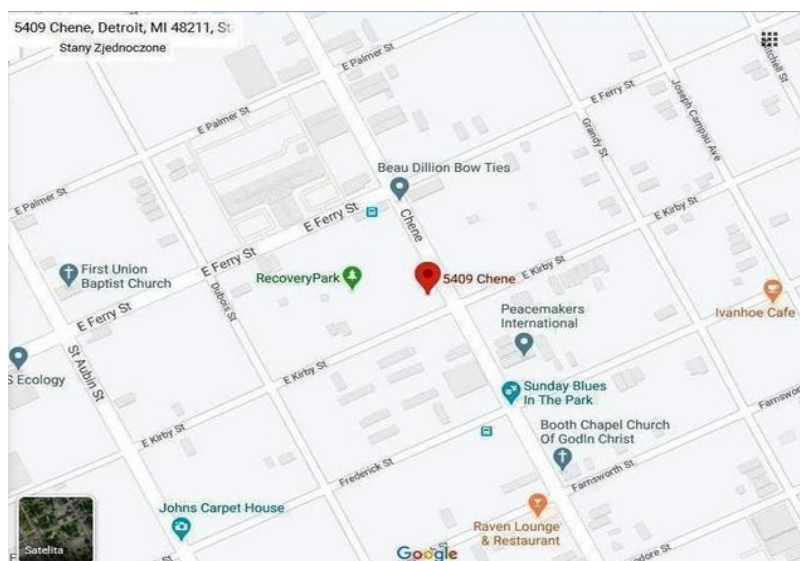 5409 Chene, Detroit, MI 48211, St
Stany Zjednoczone
E Palmer St
E Palmer St
E Palmer St
E Ferry St
Joseph Campau Ave
Grandy St
Beau Dillion Bow Ties
Chene
E Ferry St
E Ferry St
E Ferry St
First Union
Baptist Church
RecoveryPark
5409 Chene
E Kirby St
E Kirby St
Dubois St
Peacemakers
International
Ivanhoe Cafe
S Ecology
St Aubin St
E Kirby St
E Kirby St
Sunday Blues
In The Park
Farnsworth
Booth Chapel Church
Of GodIn Christ
Frederick St
Farnsworth St
Johns Carpet House
Raven Lounge
& Restaurant
Satelita
Google